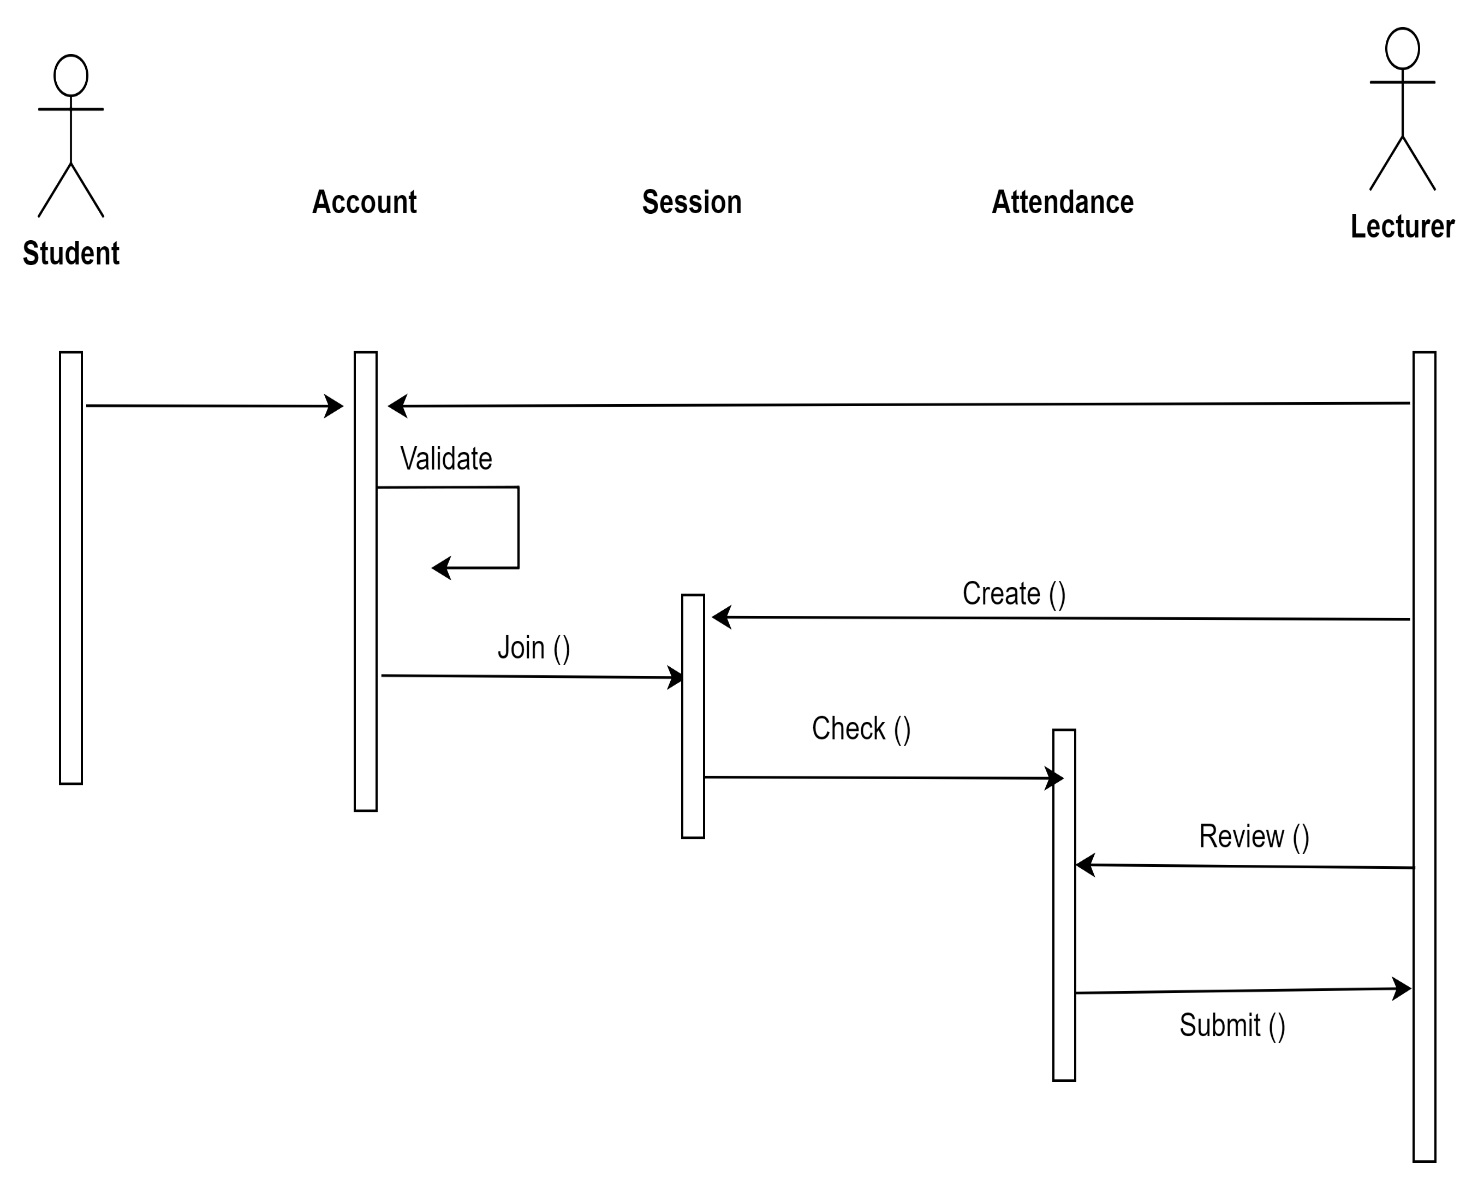 Student
Account
Session
Attendance
Lecturer
Validate
Create ()
Join ()
Check ()
Review ()
Submit ()